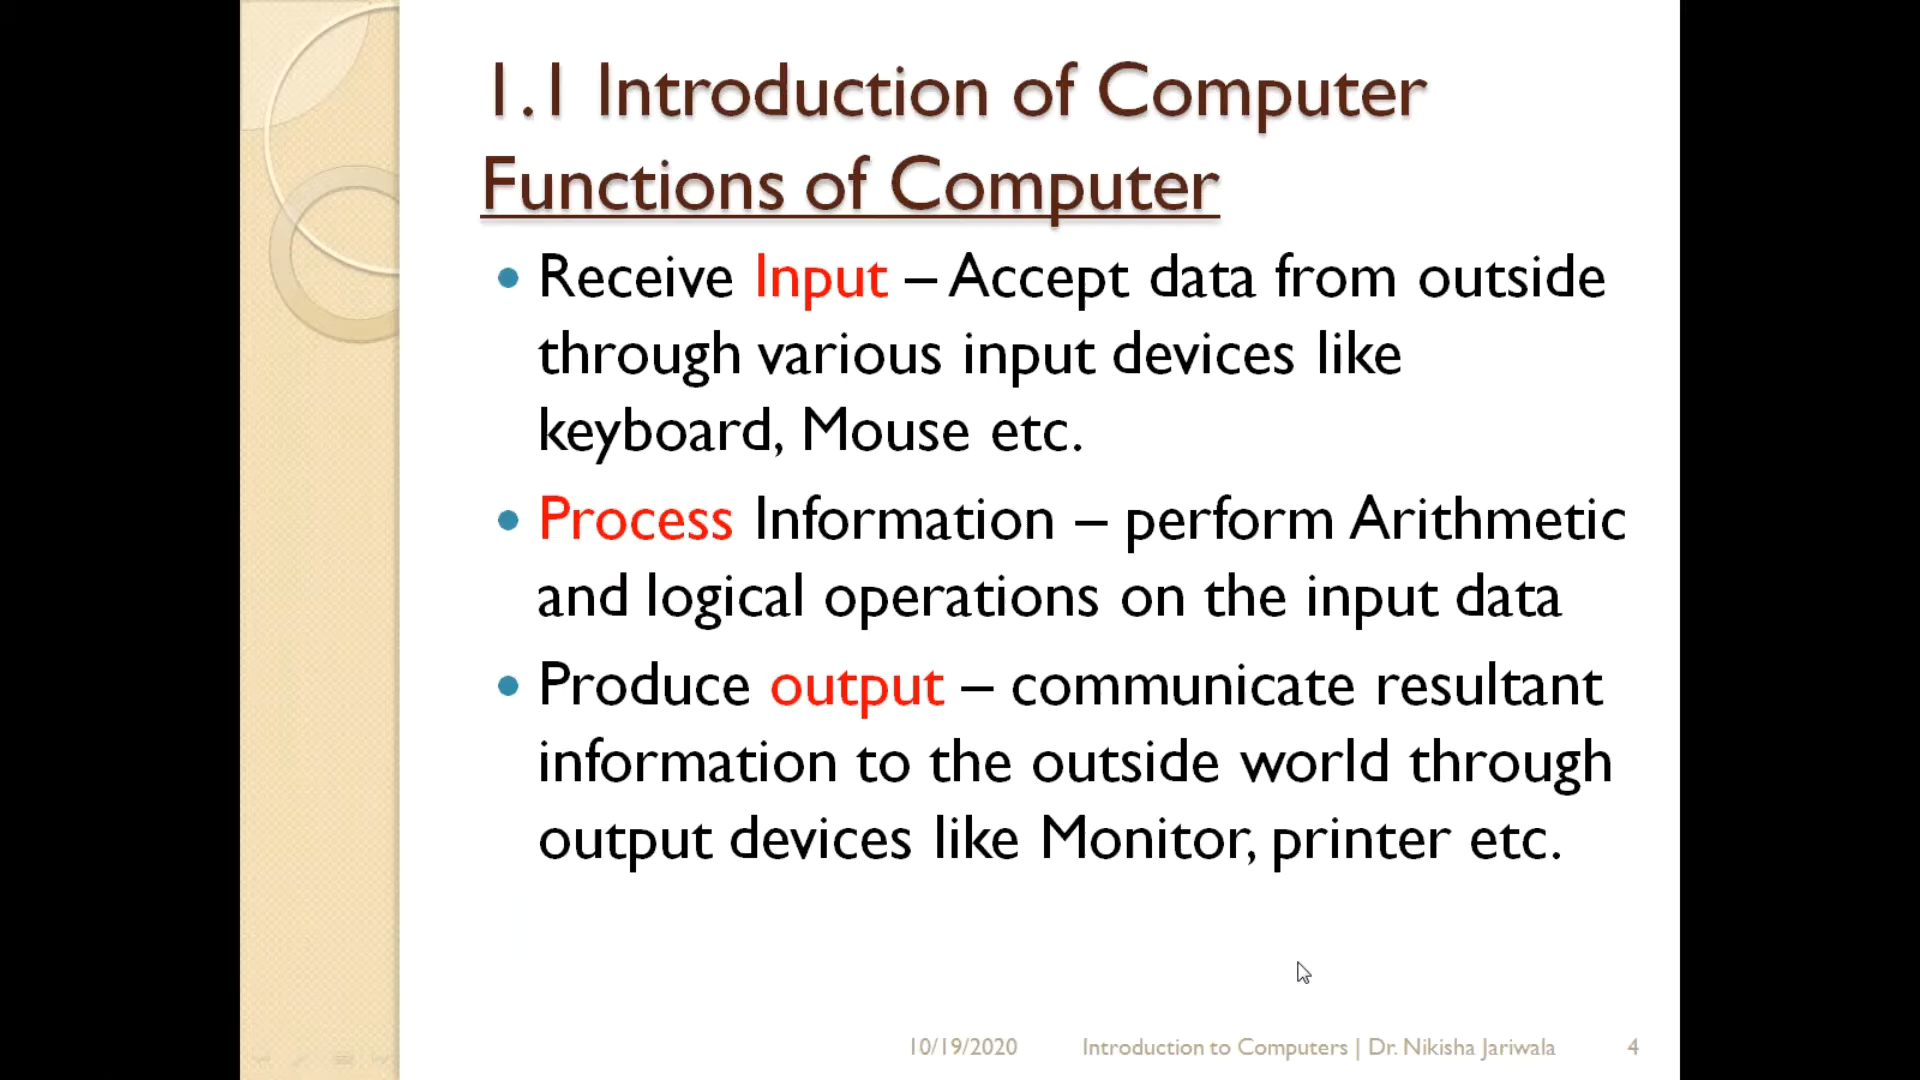 1.1 Introduction of Computer
Functions of Computer
• Receive Input – Accept data from outside
through various input devices like
keyboard, Mouse etc.
• Process Information – perform Arithmetic
and logical operations on the input data
• Produce output – communicate resultant
information to the outside world through
output devices like Monitor, printer etc.
10/19/2020 Introduction to Computers | Dr. Nikisha Jariwala 4